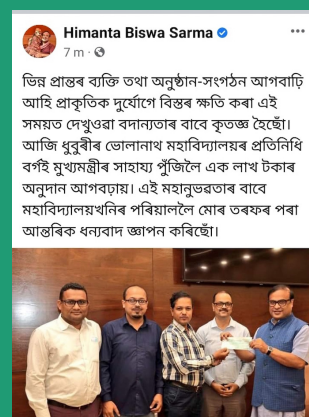 Himanta Biswa Sarma
7 m ·
ভিন্ন প্ৰান্তৰ ব্যক্তি তথা অনুষ্ঠান-সংগঠন আগবাঢ়ি
আহি প্ৰাকৃতিক দুৰ্যোগে বিস্তৰ ক্ষতি কৰা এই
সময়ত দেখুওৱা বদান্যতাৰ বাবে কৃতজ্ঞ হৈছোঁ।
আজি ধুবুৰীৰ ভোলানাথ মহাবিদ্যালয়ৰ প্ৰতিনিধি
বৰ্গই মুখ্যমন্ত্ৰীৰ সাহায্য পুঁজিলৈ এক লাখ টকাৰ
অনুদান আগবঢ়ায়। এই মহানুভৱতাৰ বাবে
মহাবিদ্যালয়খনিৰ পৰিয়াললৈ মোৰ তৰফৰ পৰা
আন্তৰিক ধন্যবাদ জ্ঞাপন কৰিছোঁ।